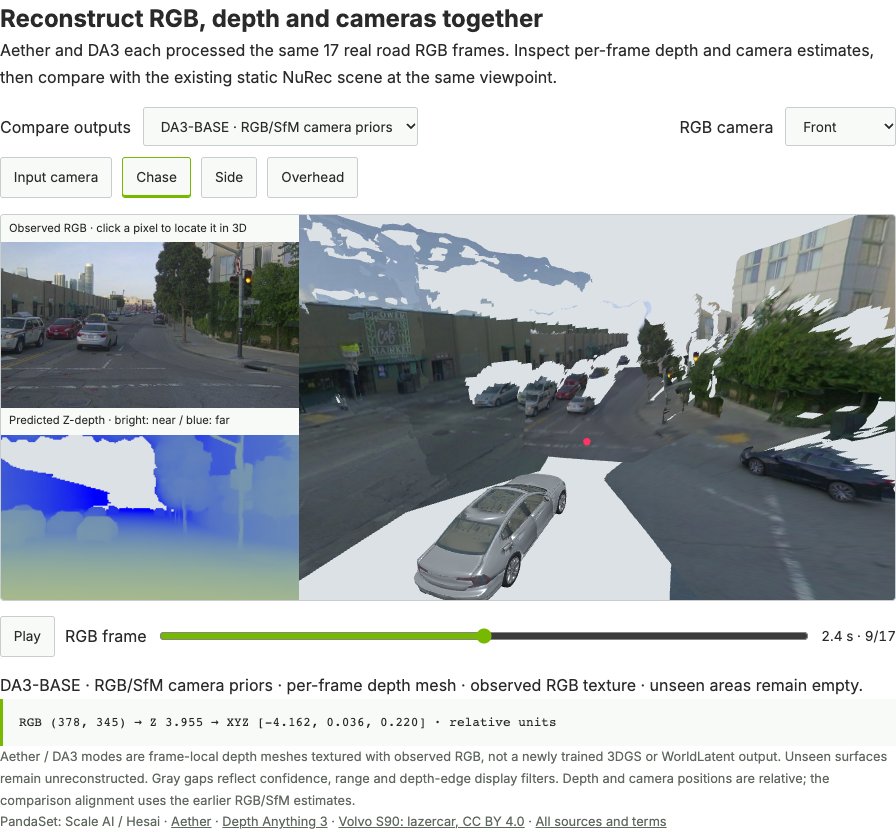 Reconstruct RGB, depth and cameras together
Aether and DA3 each processed the same 17 real road RGB frames. Inspect per-frame depth and camera estimates,
then compare with the existing static NuRec scene at the same viewpoint.
Compare outputs
DA3-BASE · RGB/SfM camera priors
RGB camera
Front
Input camera
Chase
Side
Overhead
Observed RGB · click a pixel to locate it in 3D
Predicted Z-depth · bright: near / blue: far
FLOWER
MARKET
Play
RGB frame
2.4 s · 9/17
DA3-BASE · RGB/SfM camera priors · per-frame depth mesh · observed RGB texture · unseen areas remain empty.
RGB (378, 345) → Z 3.955 → XYZ [-4.162, 0.036, 0.220] · relative units
Aether / DA3 modes are frame-local depth meshes textured with observed RGB, not a newly trained 3DGS or WorldLatent output. Unseen surfaces
remain unreconstructed. Gray gaps reflect confidence, range and depth-edge display filters. Depth and camera positions are relative; the
comparison alignment uses the earlier RGB/SfM estimates.
PandaSet: Scale AI / Hesai · Aether · Depth Anything 3 · Volvo S90: lazercar, CC BY 4.0 · All sources and terms